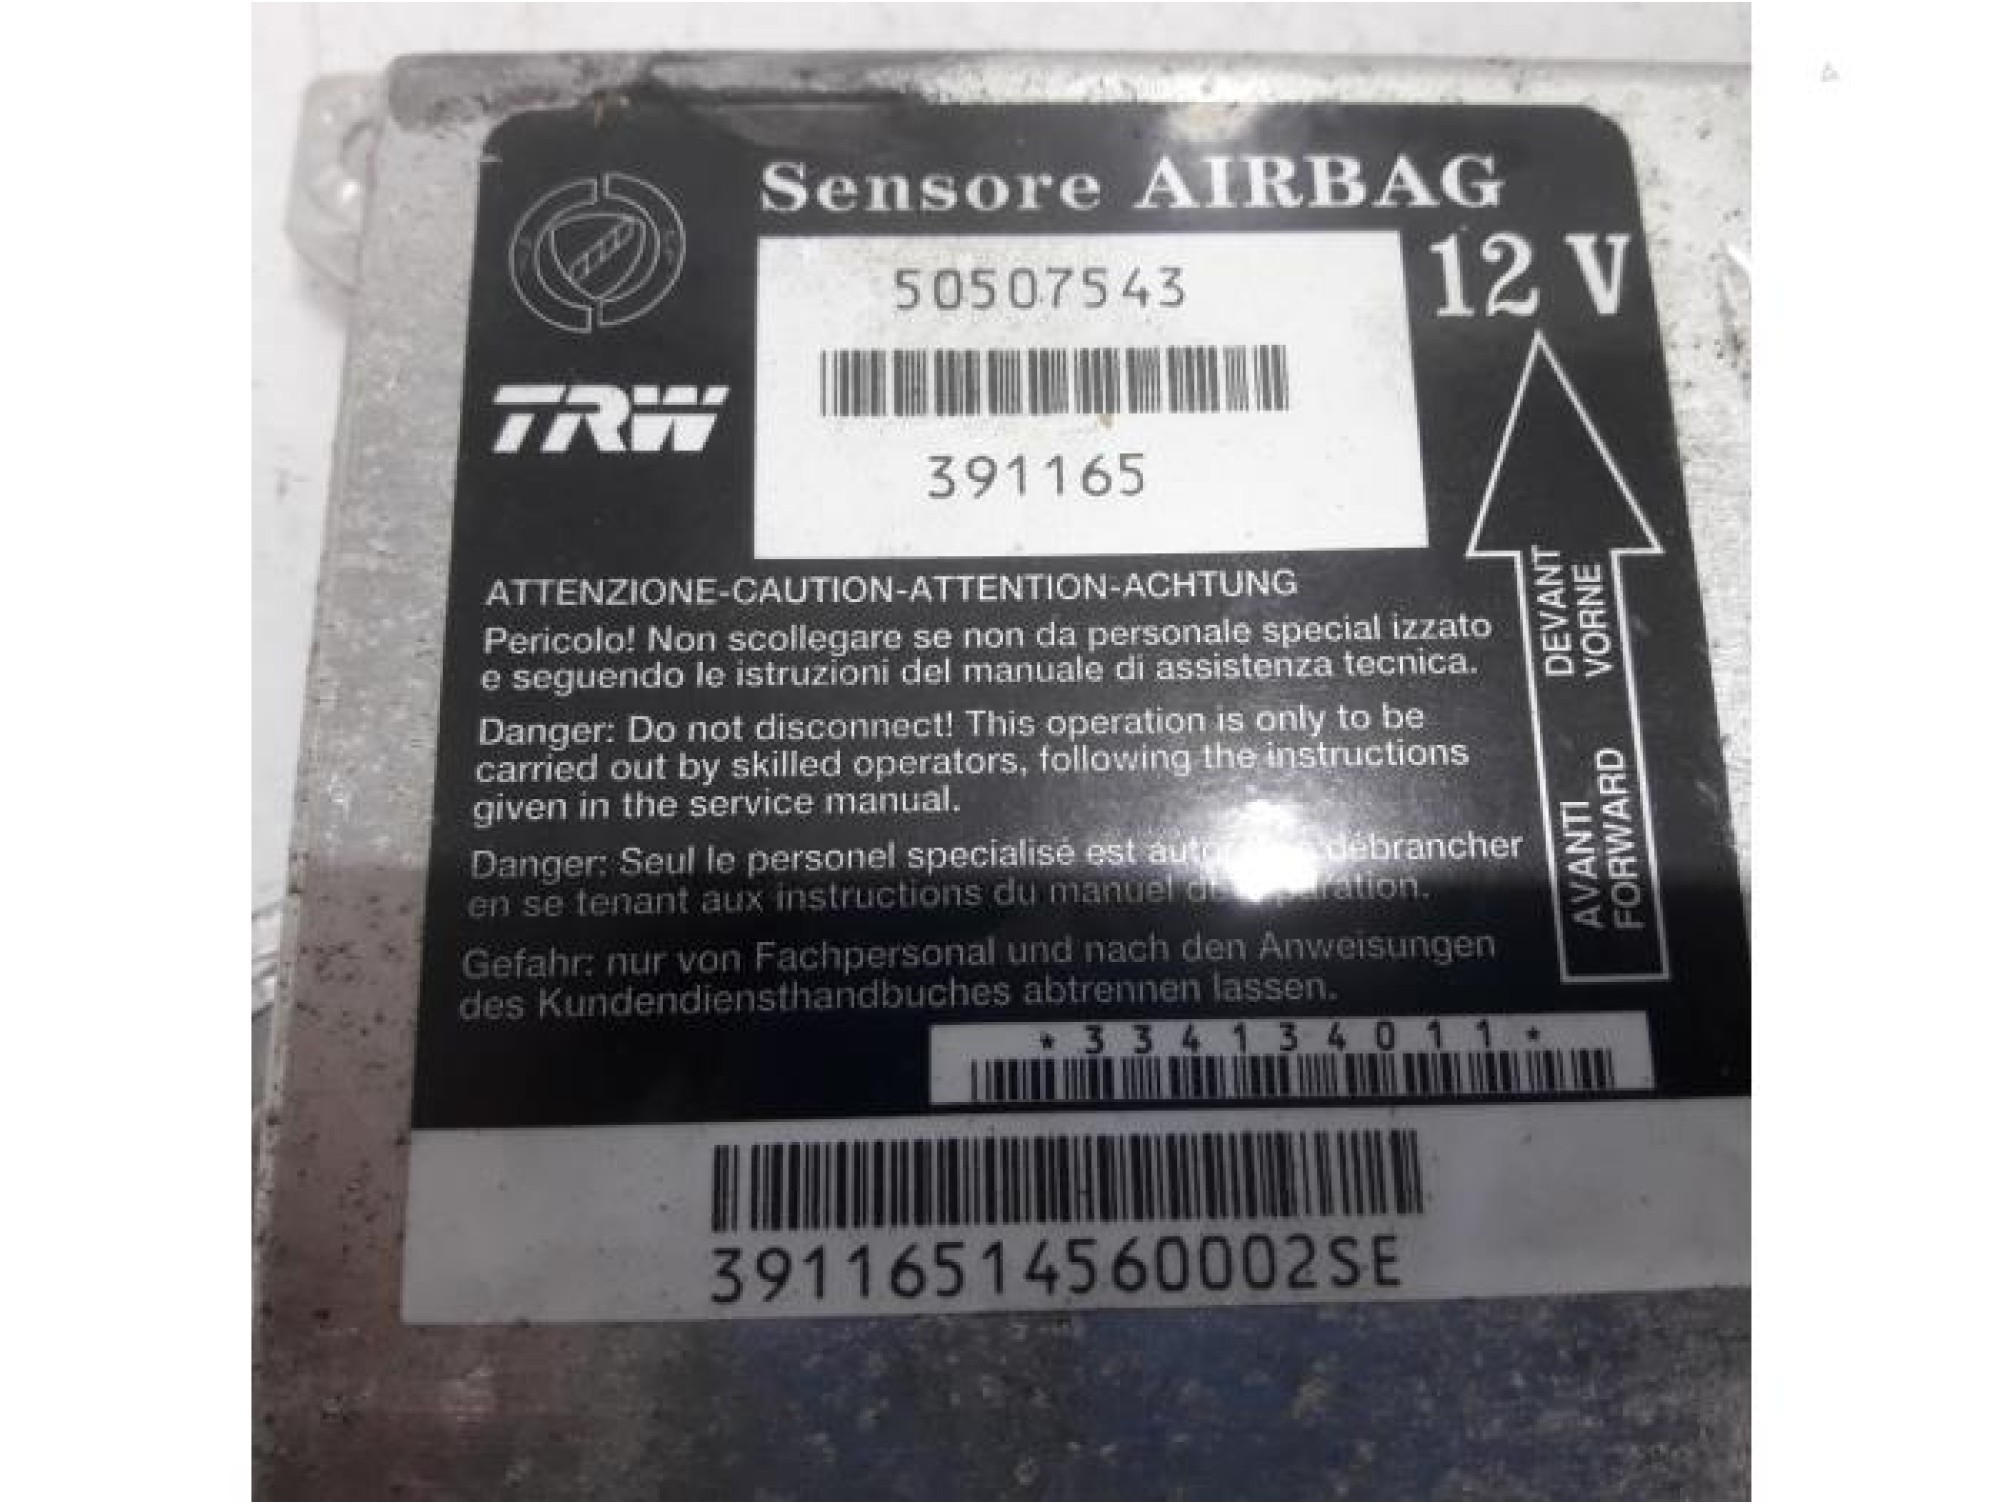 Sensore AIRBAG
12 V
50507543
TRW
391165
ATTENZIONE-CAUTION-ATTENTION-ACHTUNG
Pericolo! Non scollegare se non da personale special izzato
e seguendo le istruzioni del manuale di assistenza tecnica.
Danger: Do not disconnect! This operation is only to be
carried out by skilled operators, following the instructions
given in the service manual.
Danger: Seul le personel specialisé est débrancher
en se tenant aux instructions du manuel
Gefahr: nur von Fachpersonal und nach den Anweisungen
des Kundendiensthandbuches abtrennen lassen.
DEVANT
VORNE
AVANTI
FORWARD
*334134011*
39116514560002SE